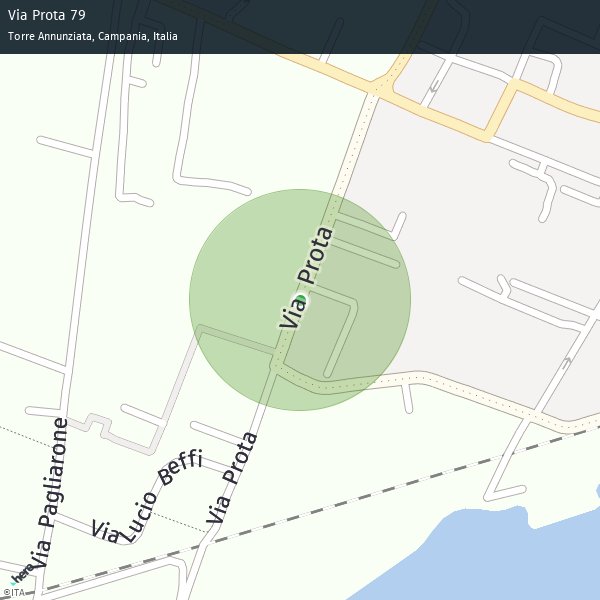 Via Prota 79
Torre Annunziata, Campania, Italia
Via Prota
Via Prota
Via Lucio Beffi
Via Pagliarone
here
©ITA